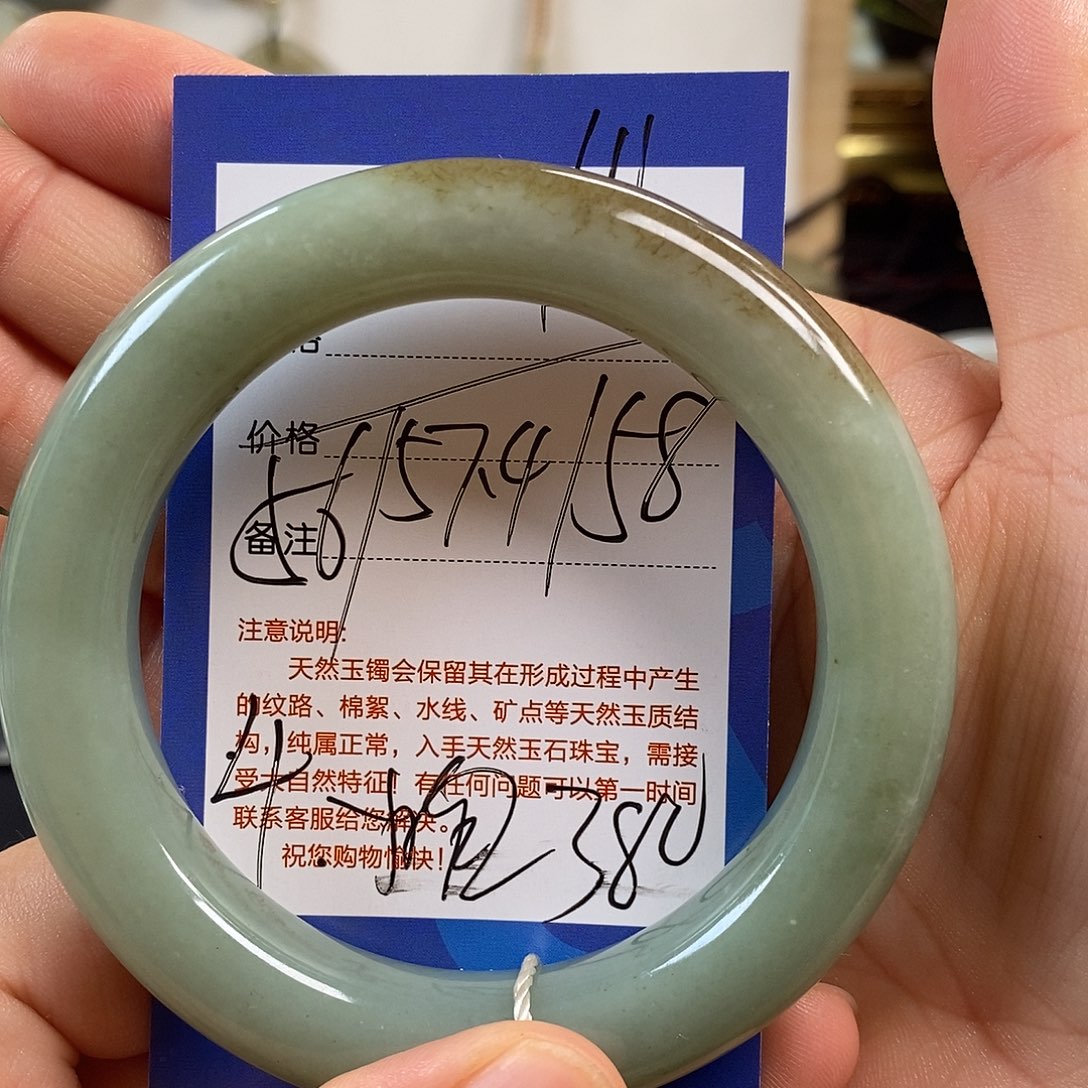 格
价格
56/57.4/58
备注
注意说明:
天然玉镯会保留其在形成过程中产生
的纹路、棉絮、水线、矿点等天然玉质结
构，纯属正常，入手天然玉石珠宝，需接
受大自然特征！有任何问题可以第一时间
联系客服给您解决。
祝您购物愉快！
380